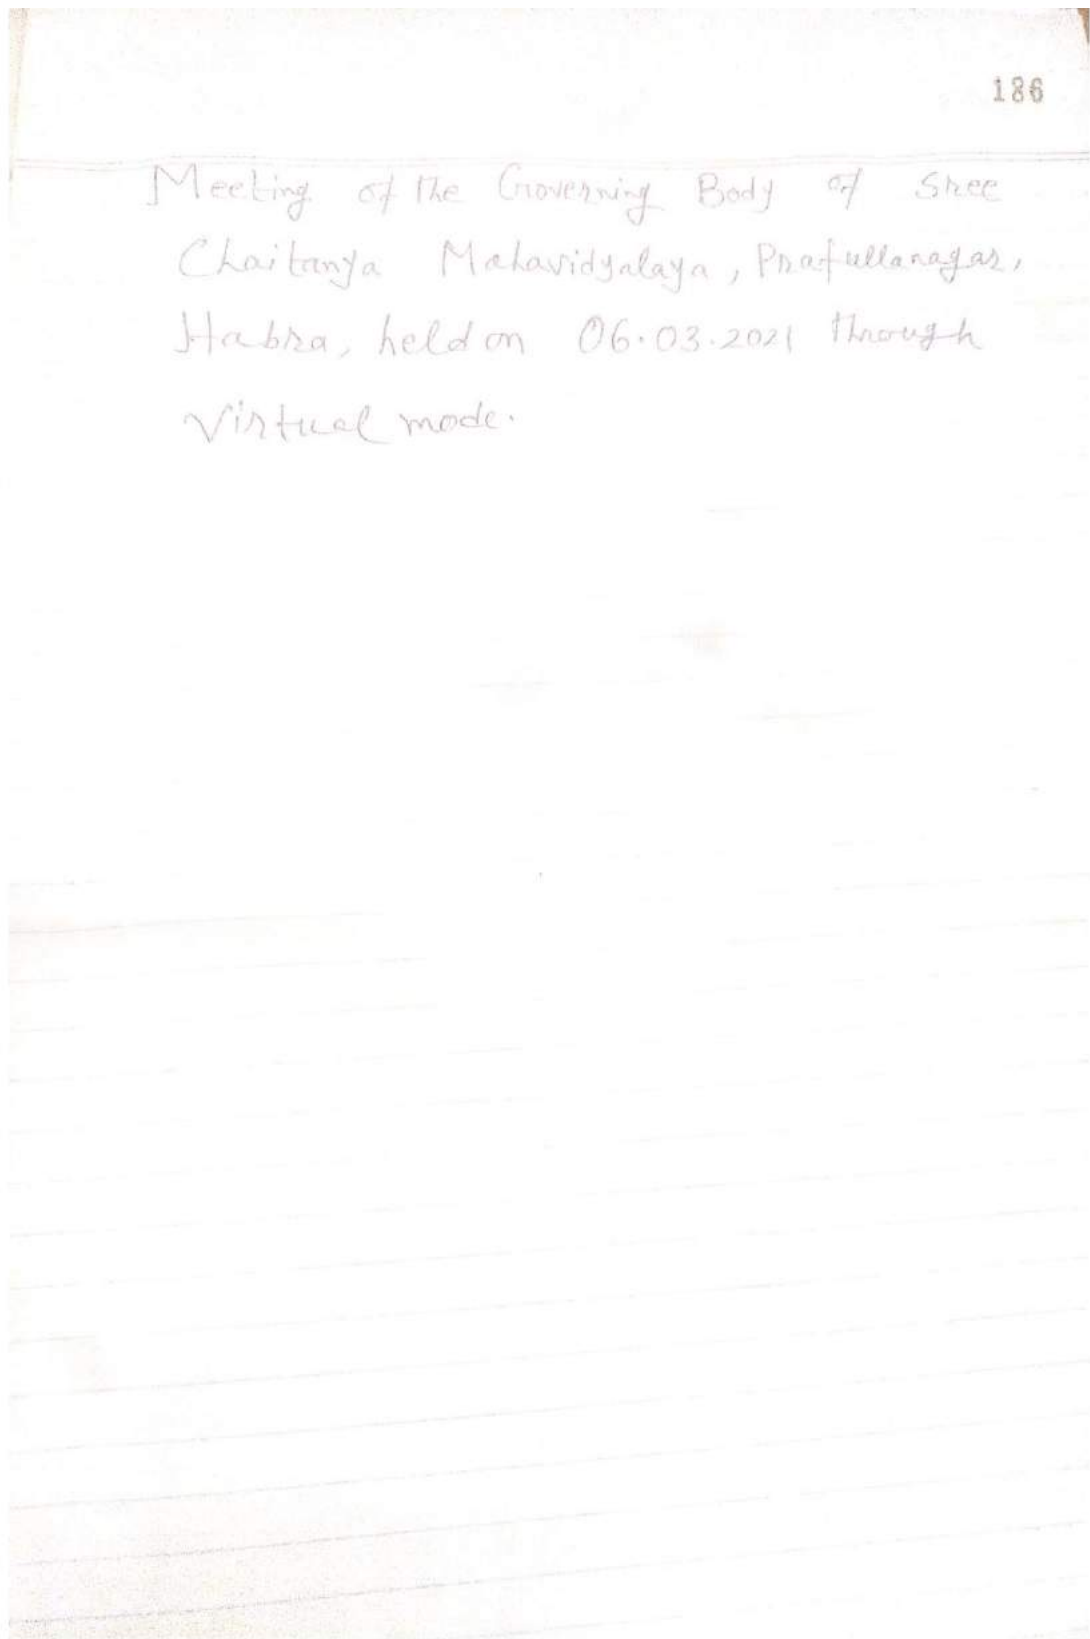 186
Meeting of the Governing Body of Sree
Chaitanya Mahavidyalaya, Prafullanagar,
Habra, held on 06.03.2021 through
virtual mode.